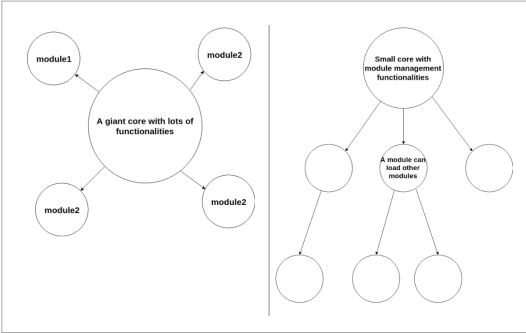 module1
module2
A giant core with lots of
functionalities
module2
module2
Small core with
module management
functionalities
A module can
load other
modules